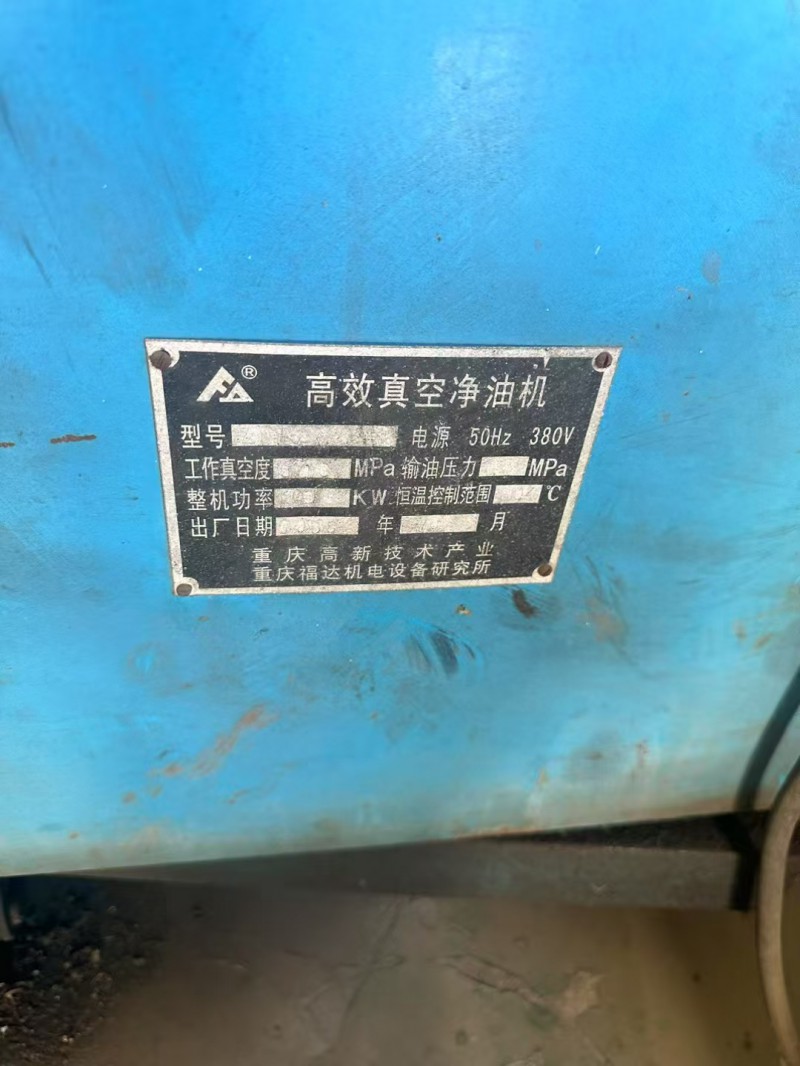 FD® 高效真空净油机
型号 电源 50Hz 380V
工作真空度 MPa 输油压力 MPa
整机功率 KW 恒温控制范围 ℃
出厂日期 年 月
重庆高新技术产业
重庆福达机电设备研究所